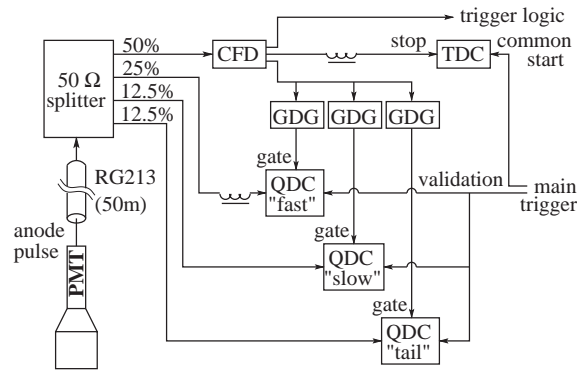 trigger logic
50%
CFD
stop
TDC
common
start
50 Ω
splitter
25%
12.5%
12.5%
GDG
GDG
GDG
RG213
(50m)
gate
QDC
"fast"
validation
main
trigger
anode
pulse
PMT
gate
QDC
"slow"
gate
QDC
"tail"